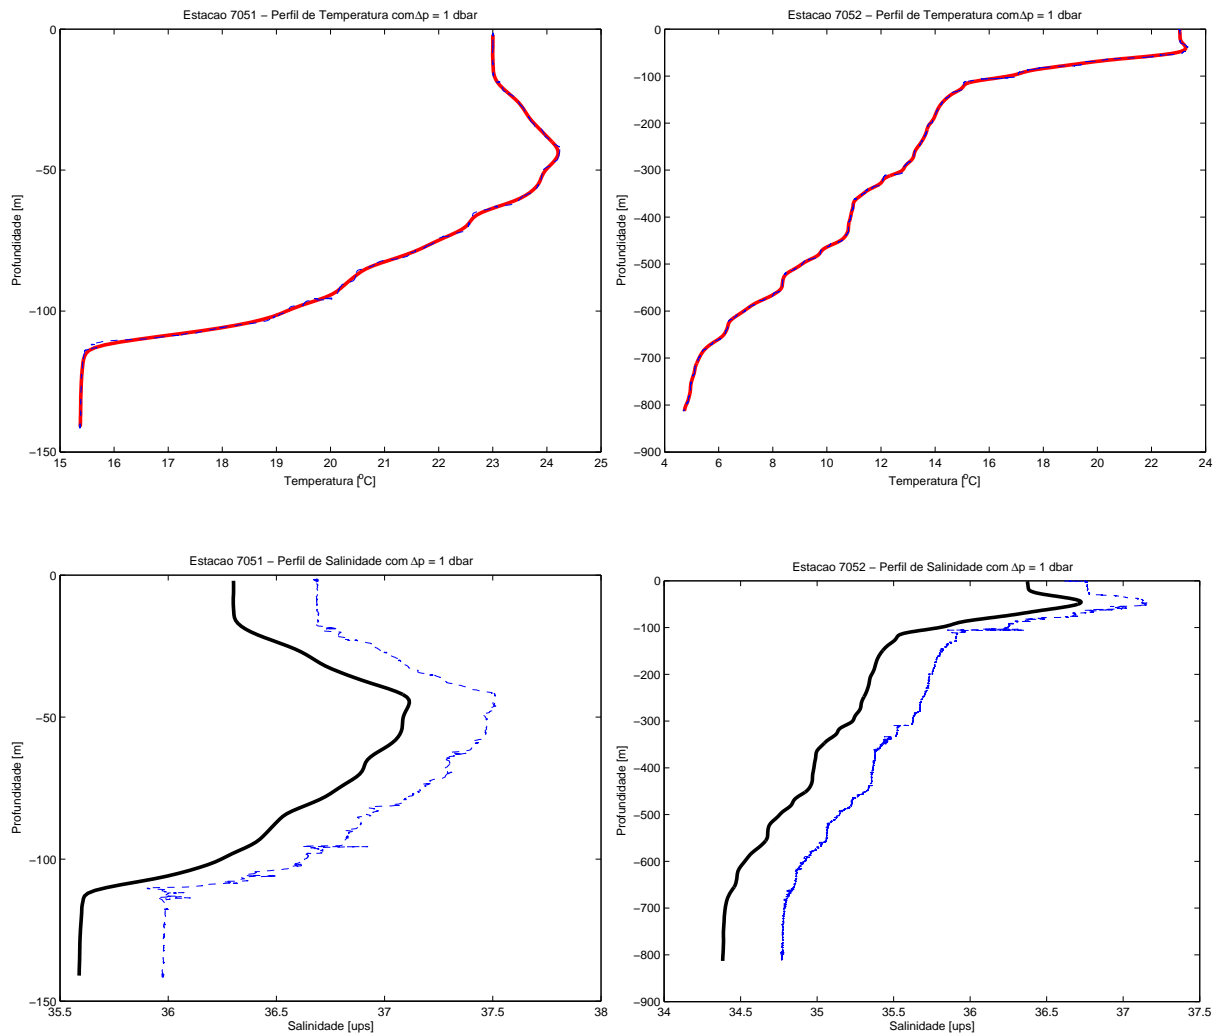 Estacao 7051 – Perfil de Temperatura com∆p = 1 dbar
0
−50
−100
−150
Profundidade [m]
15 16 17 18 19 20 21 22 23 24 25
Temperatura [oC]
Estacao 7052 – Perfil de Temperatura com∆p = 1 dbar
0
−100
−200
−300
−400
−500
−600
−700
−800
−900
Profundidade [m]
4 6 8 10 12 14 16 18 20 22 24
Temperatura [oC]
Estacao 7051 – Perfil de Salinidade com ∆p = 1 dbar
0
−50
−100
−150
Profundidade [m]
35.5 36 36.5 37 37.5 38
Salinidade [ups]
Estacao 7052 – Perfil de Salinidade com ∆p = 1 dbar
0
−100
−200
−300
−400
−500
−600
−700
−800
−900
Profundidade [m]
34 34.5 35 35.5 36 36.5 37 37.5
Salinidade [ups]